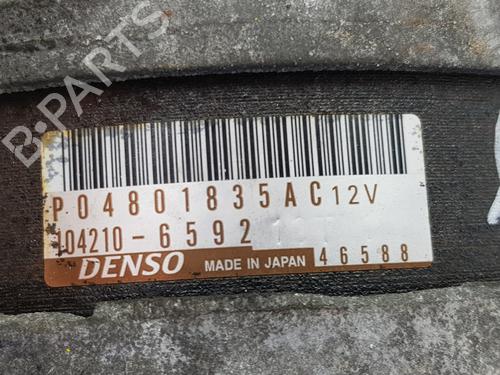 B-PARTS
P04801835AC 12V
104210-6592
DENSO MADE IN JAPAN 46588